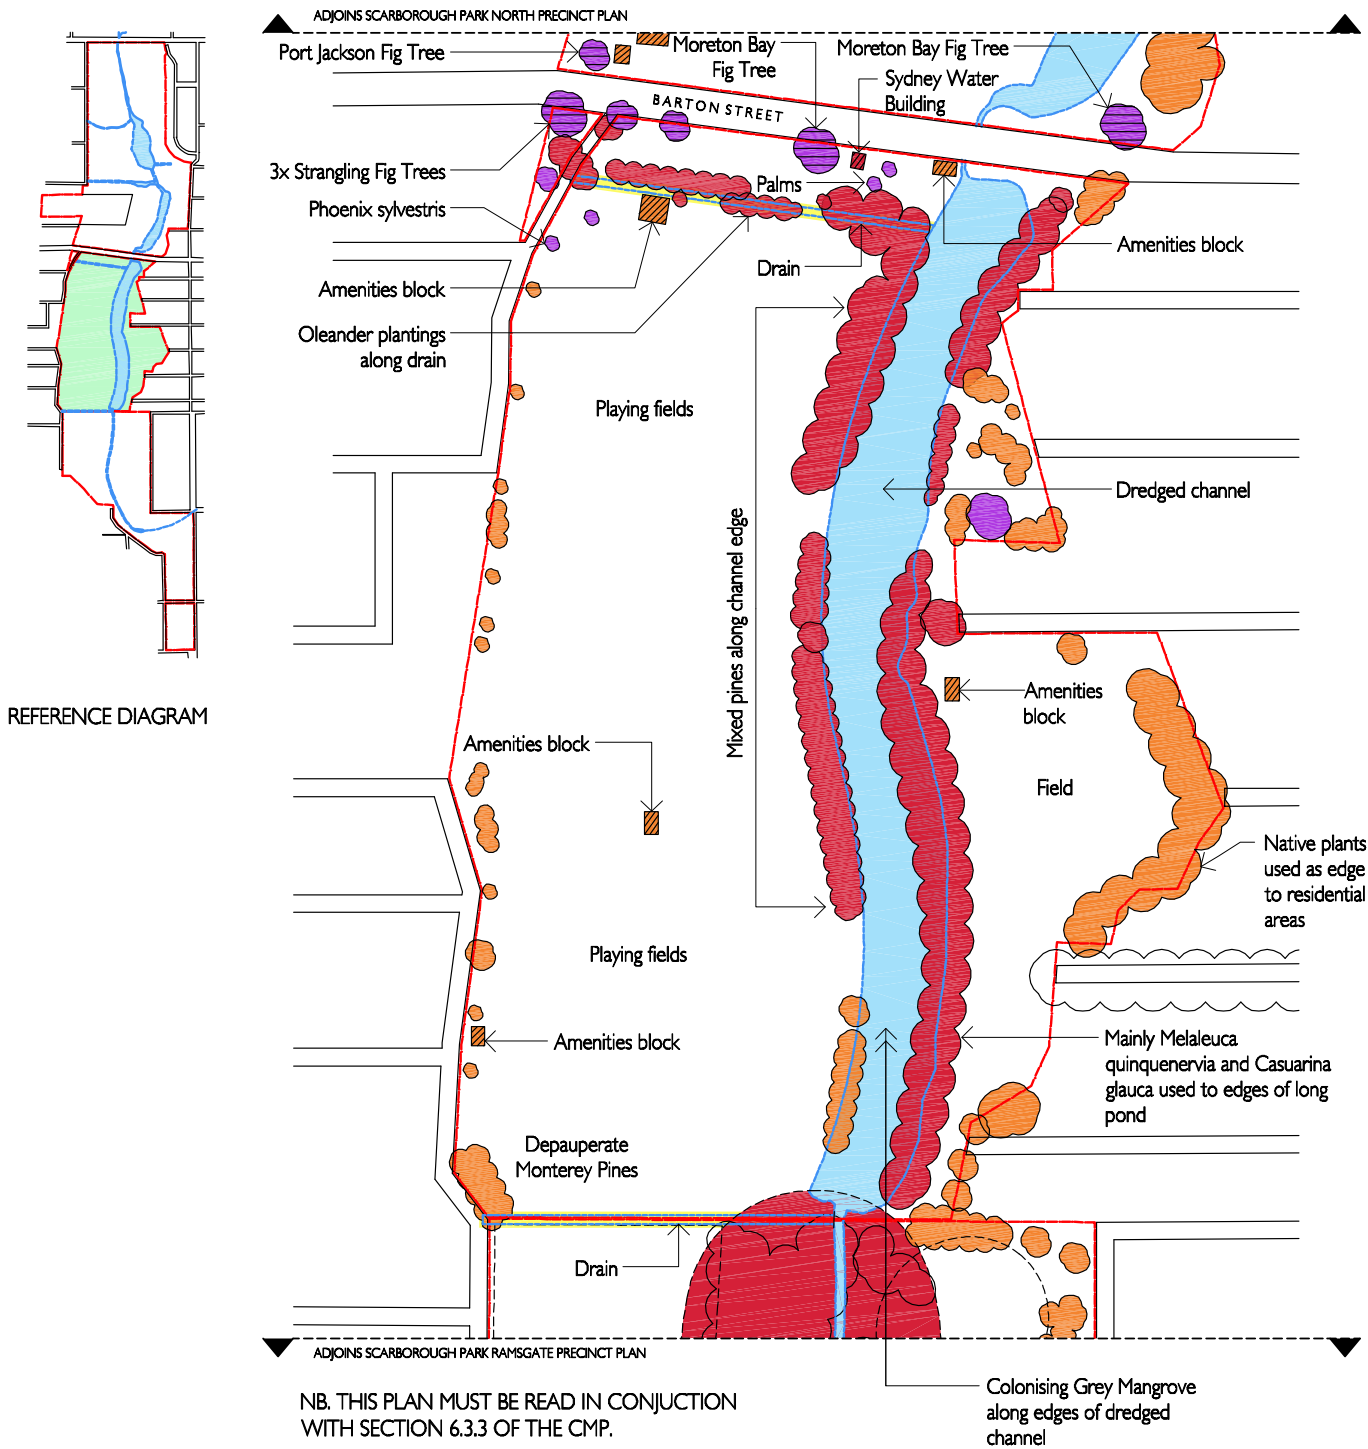 ADJOINS SCARBOROUGH PARK NORTH PRECINCT PLAN
Port Jackson Fig Tree
Moreton Bay
Fig Tree
Moreton Bay Fig Tree
Sydney Water
Building
BARTON STREET
3x Strangling Fig Trees
Palms
Phoenix sylvestris
Amenities block
Drain
Amenities block
Oleander plantings
along drain
Playing fields
Dredged channel
Mixed pines along channel edge
Amenities
block
REFERENCE DIAGRAM
Amenities block
Field
Native plants
used as edge
to residential
areas
Playing fields
Amenities block
Mainly Melaleuca
quinquenervia and Casuarina
glauca used to edges of long
pond
Depauperate
Monterey Pines
Drain
ADJOINS SCARBOROUGH PARK RAMSGATE PRECINCT PLAN
Colonising Grey Mangrove
along edges of dredged
channel
NB. THIS PLAN MUST BE READ IN CONJUCTION
WITH SECTION 6.3.3 OF THE CMP.